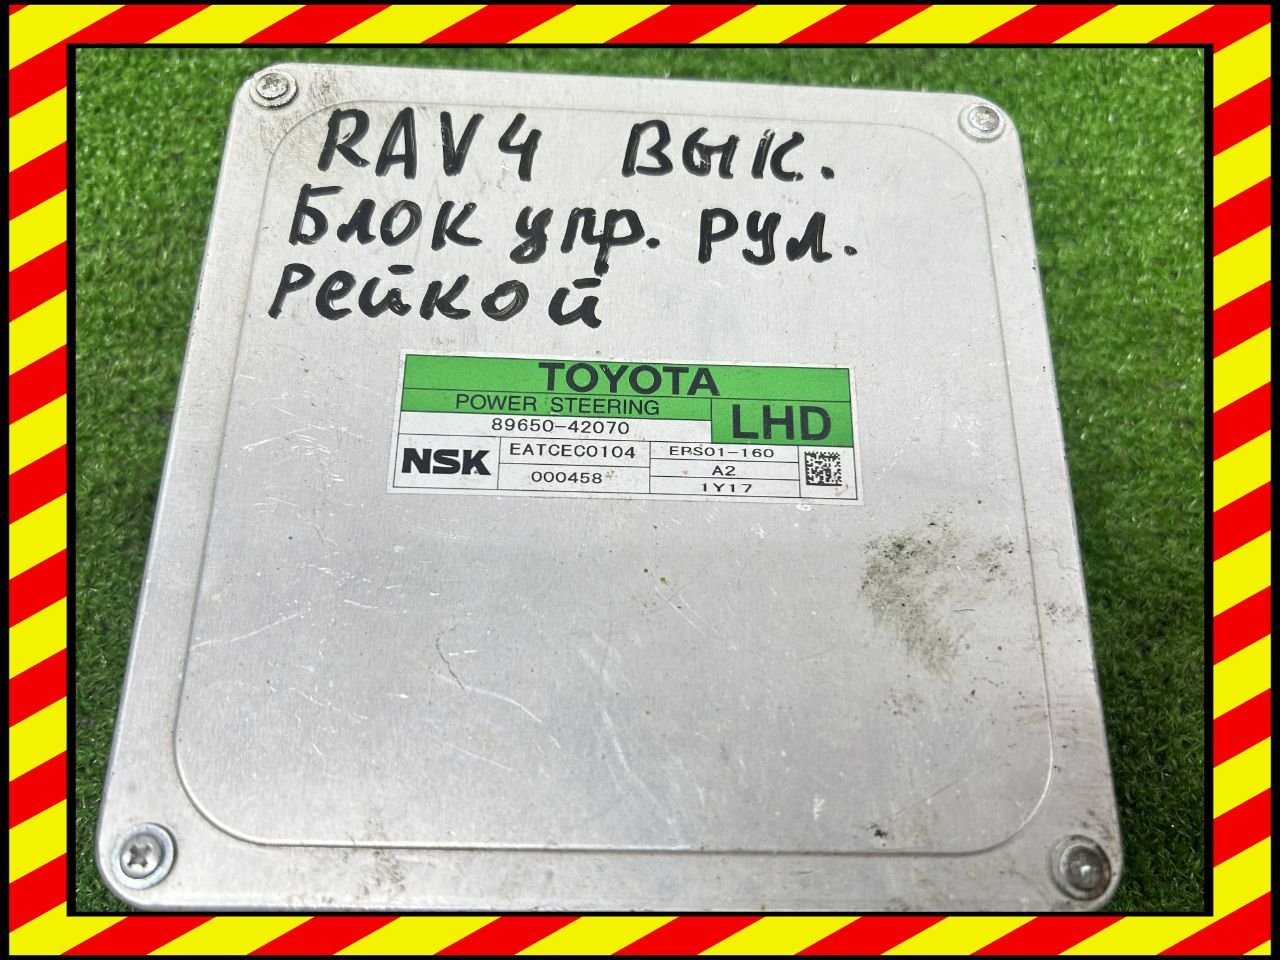 RAV4 ВЫК.
Блок упр. рул.
рейкой
TOYOTA
POWER STEERING
LHD
89650-42070
NSK
EATCEC0104
EPS01-160
000458
A2
1Y17